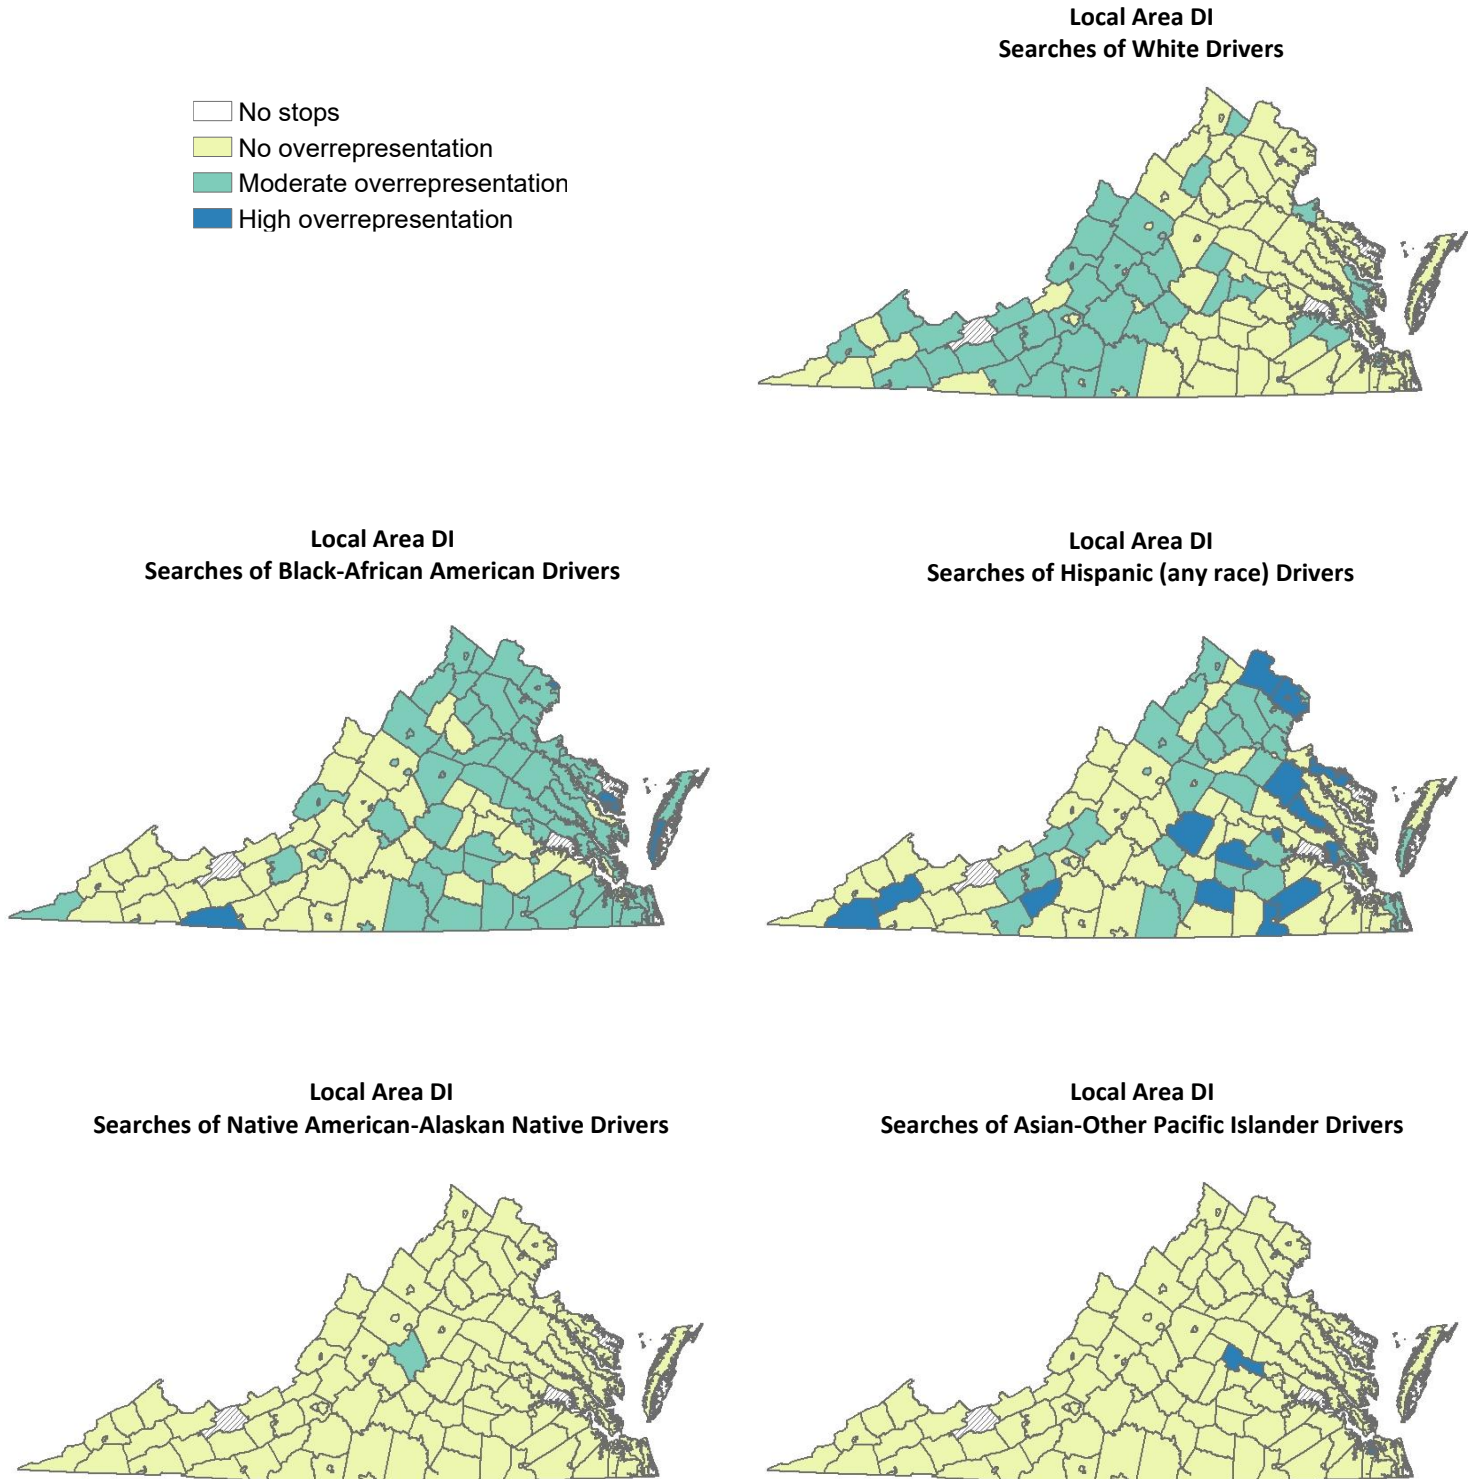 Local Area DI
Searches of White Drivers
No stops
No overrepresentation
Moderate overrepresentation
High overrepresentation
Local Area DI
Searches of Black-African American Drivers
Local Area DI
Searches of Hispanic (any race) Drivers
Local Area DI
Searches of Native American-Alaskan Native Drivers
Local Area DI
Searches of Asian-Other Pacific Islander Drivers